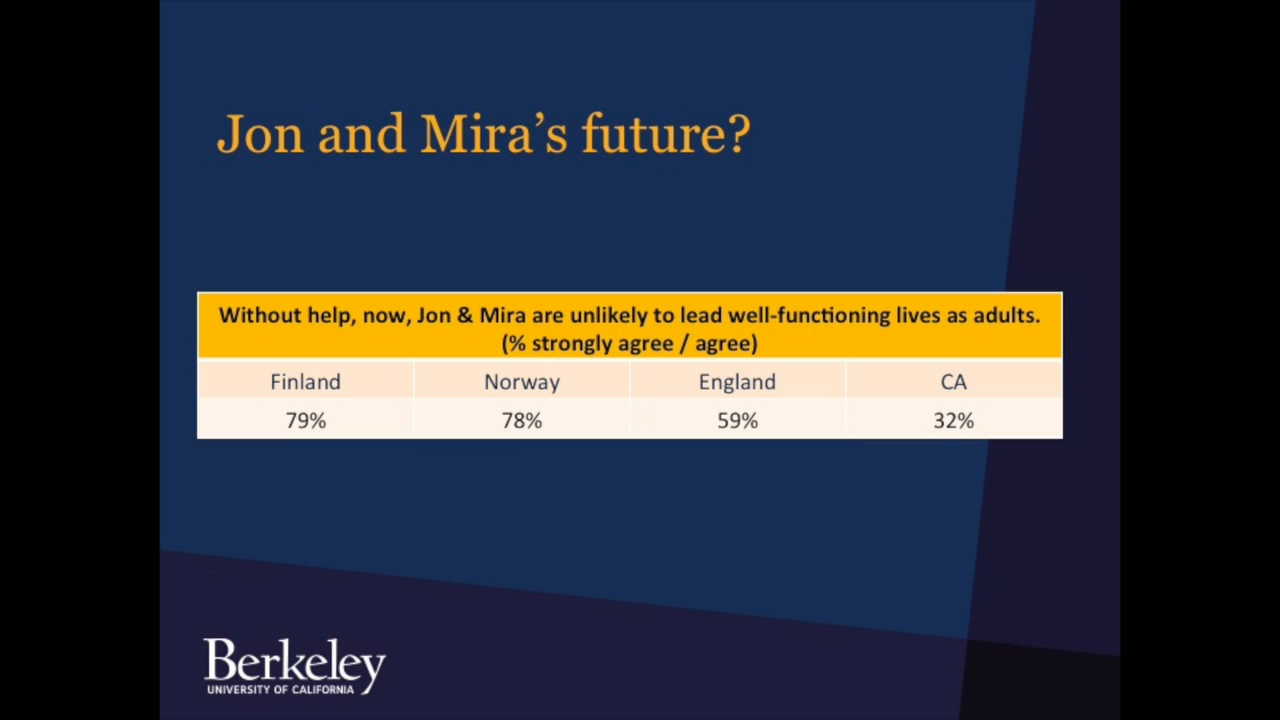 Jon and Mira’s future?
Without help, now, Jon & Mira are unlikely to lead well-functioning lives as adults.
(% strongly agree / agree)
Finland Norway England CA
79% 78% 59% 32%
Berkeley
UNIVERSITY OF CALIFORNIA